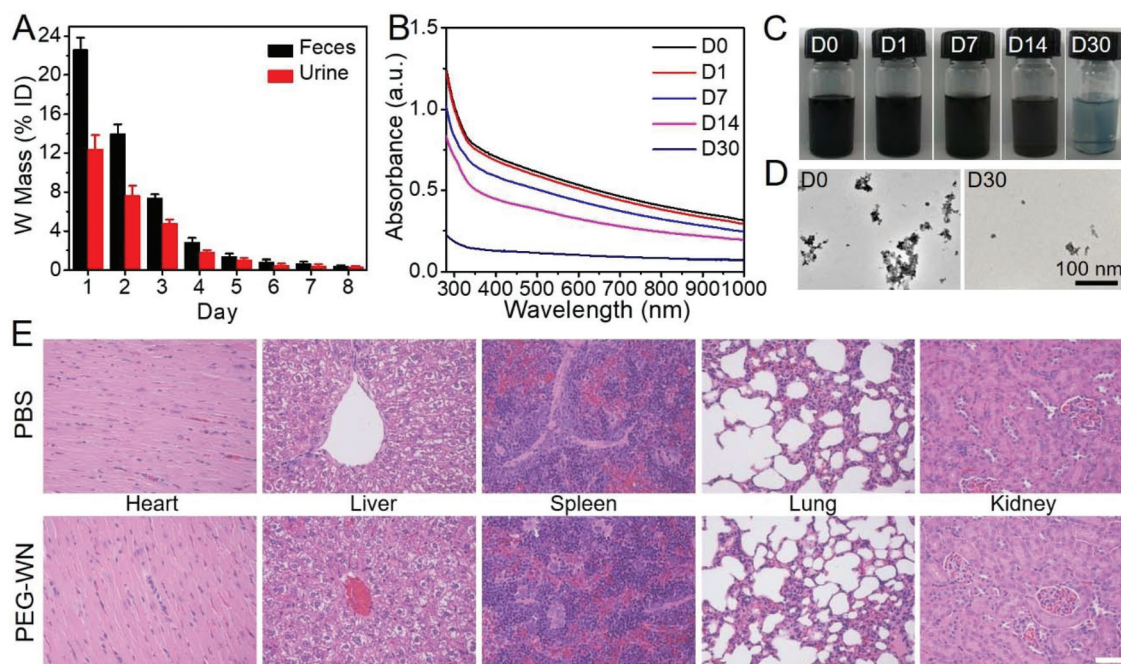 A
W Mass (% ID)
24
20
16
12
8
4
0
Feces
Urine
1 2 3 4 5 6 7 8
Day
B
Absorbance (a.u.)
1.5
1.0
0.5
0.0
D0
D1
D7
D14
D30
300 400 500 600 700 800 9001000
Wavelength (nm)
C
D0 D1 D7 D14 D30
D
D0 D30
100 nm
E
PBS
Heart Liver Spleen Lung Kidney
PEG-WN